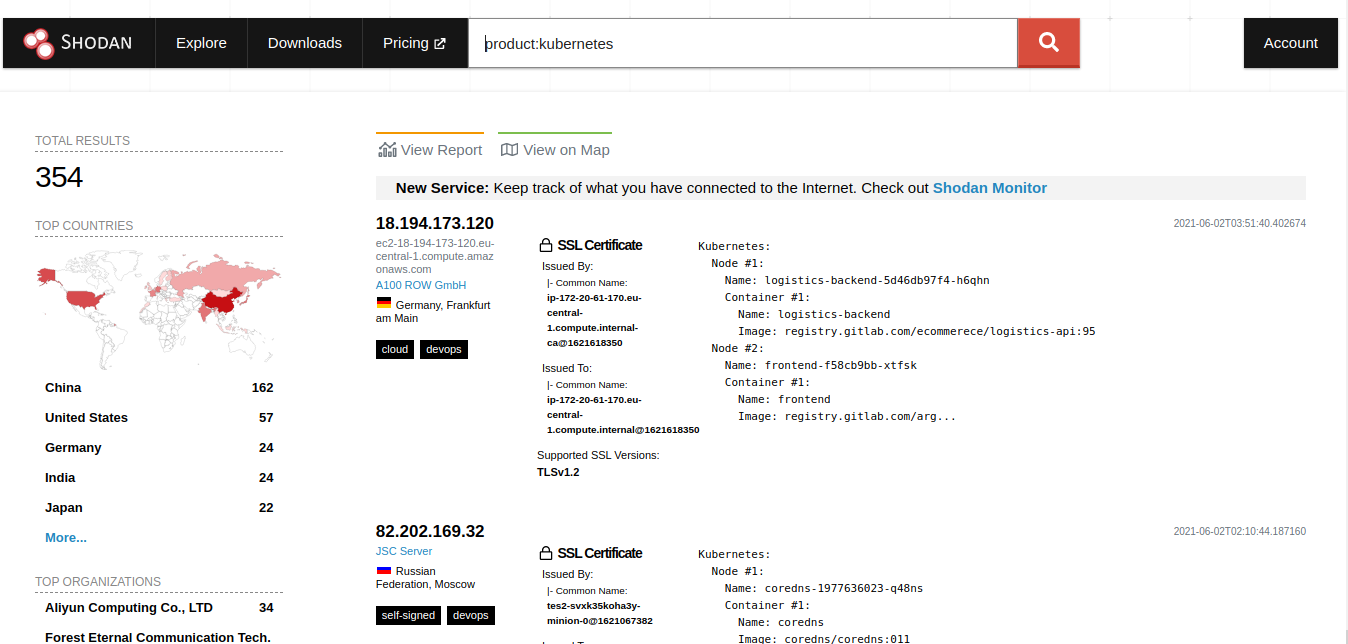 SHODAN
Explore
Downloads
Pricing
product:kubernetes
Account
TOTAL RESULTS
354
TOP COUNTRIES
China 162
United States 57
Germany 24
India 24
Japan 22
More...
TOP ORGANIZATIONS
Aliyun Computing Co., LTD 34
Forest Eternal Communication Tech.
View Report
View on Map
New Service: Keep track of what you have connected to the Internet. Check out Shodan Monitor
18.194.173.120
2021-06-02T03:51:40.402674
ec2-18-194-173-120.eu-
central-1.compute.amaz
onaws.com
A100 ROW GmbH
Germany, Frankfurt
am Main
cloud
devops
SSL Certificate
Issued By:
|- Common Name:
ip-172-20-61-170.eu-
central-
1.compute.internal-
ca@1621618350
Issued To:
|- Common Name:
ip-172-20-61-170.eu-
central-
1.compute.internal@1621618350
Supported SSL Versions:
TLSv1.2
Kubernetes:
Node #1:
Name: logistics-backend-5d46db97f4-h6qhn
Container #1:
Name: logistics-backend
Image: registry.gitlab.com/ecommerece/logistics-api:95
Node #2:
Name: frontend-f58cb9bb-xtfsk
Container #1:
Name: frontend
Image: registry.gitlab.com/arg...
82.202.169.32
2021-06-02T02:10:44.187160
JSC Server
Russian
Federation, Moscow
self-signed
devops
SSL Certificate
Issued By:
|- Common Name:
tes2-svxk35koha3y-
minion-0@1621067382
Kubernetes:
Node #1:
Name: coredns-1977636023-q48ns
Container #1:
Name: coredns
Image: coredns/coredns:011